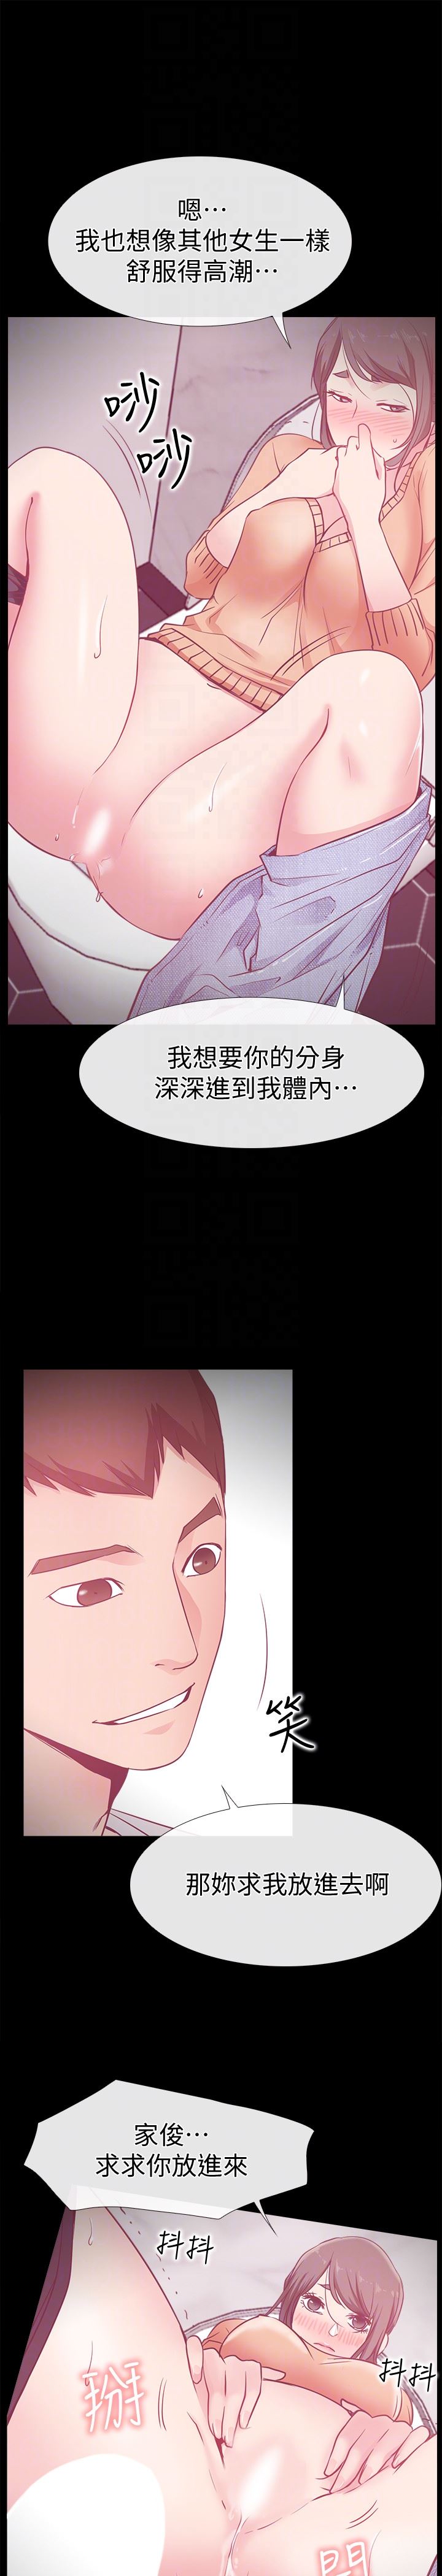 嗯…
我也想像其他女生一樣
舒服得高潮…
唦
唦
我想要你的分身
深深進到我體內…
笑
那妳求我放進去啊
家俊…
求求你放進來
抖抖
抖抖
掰